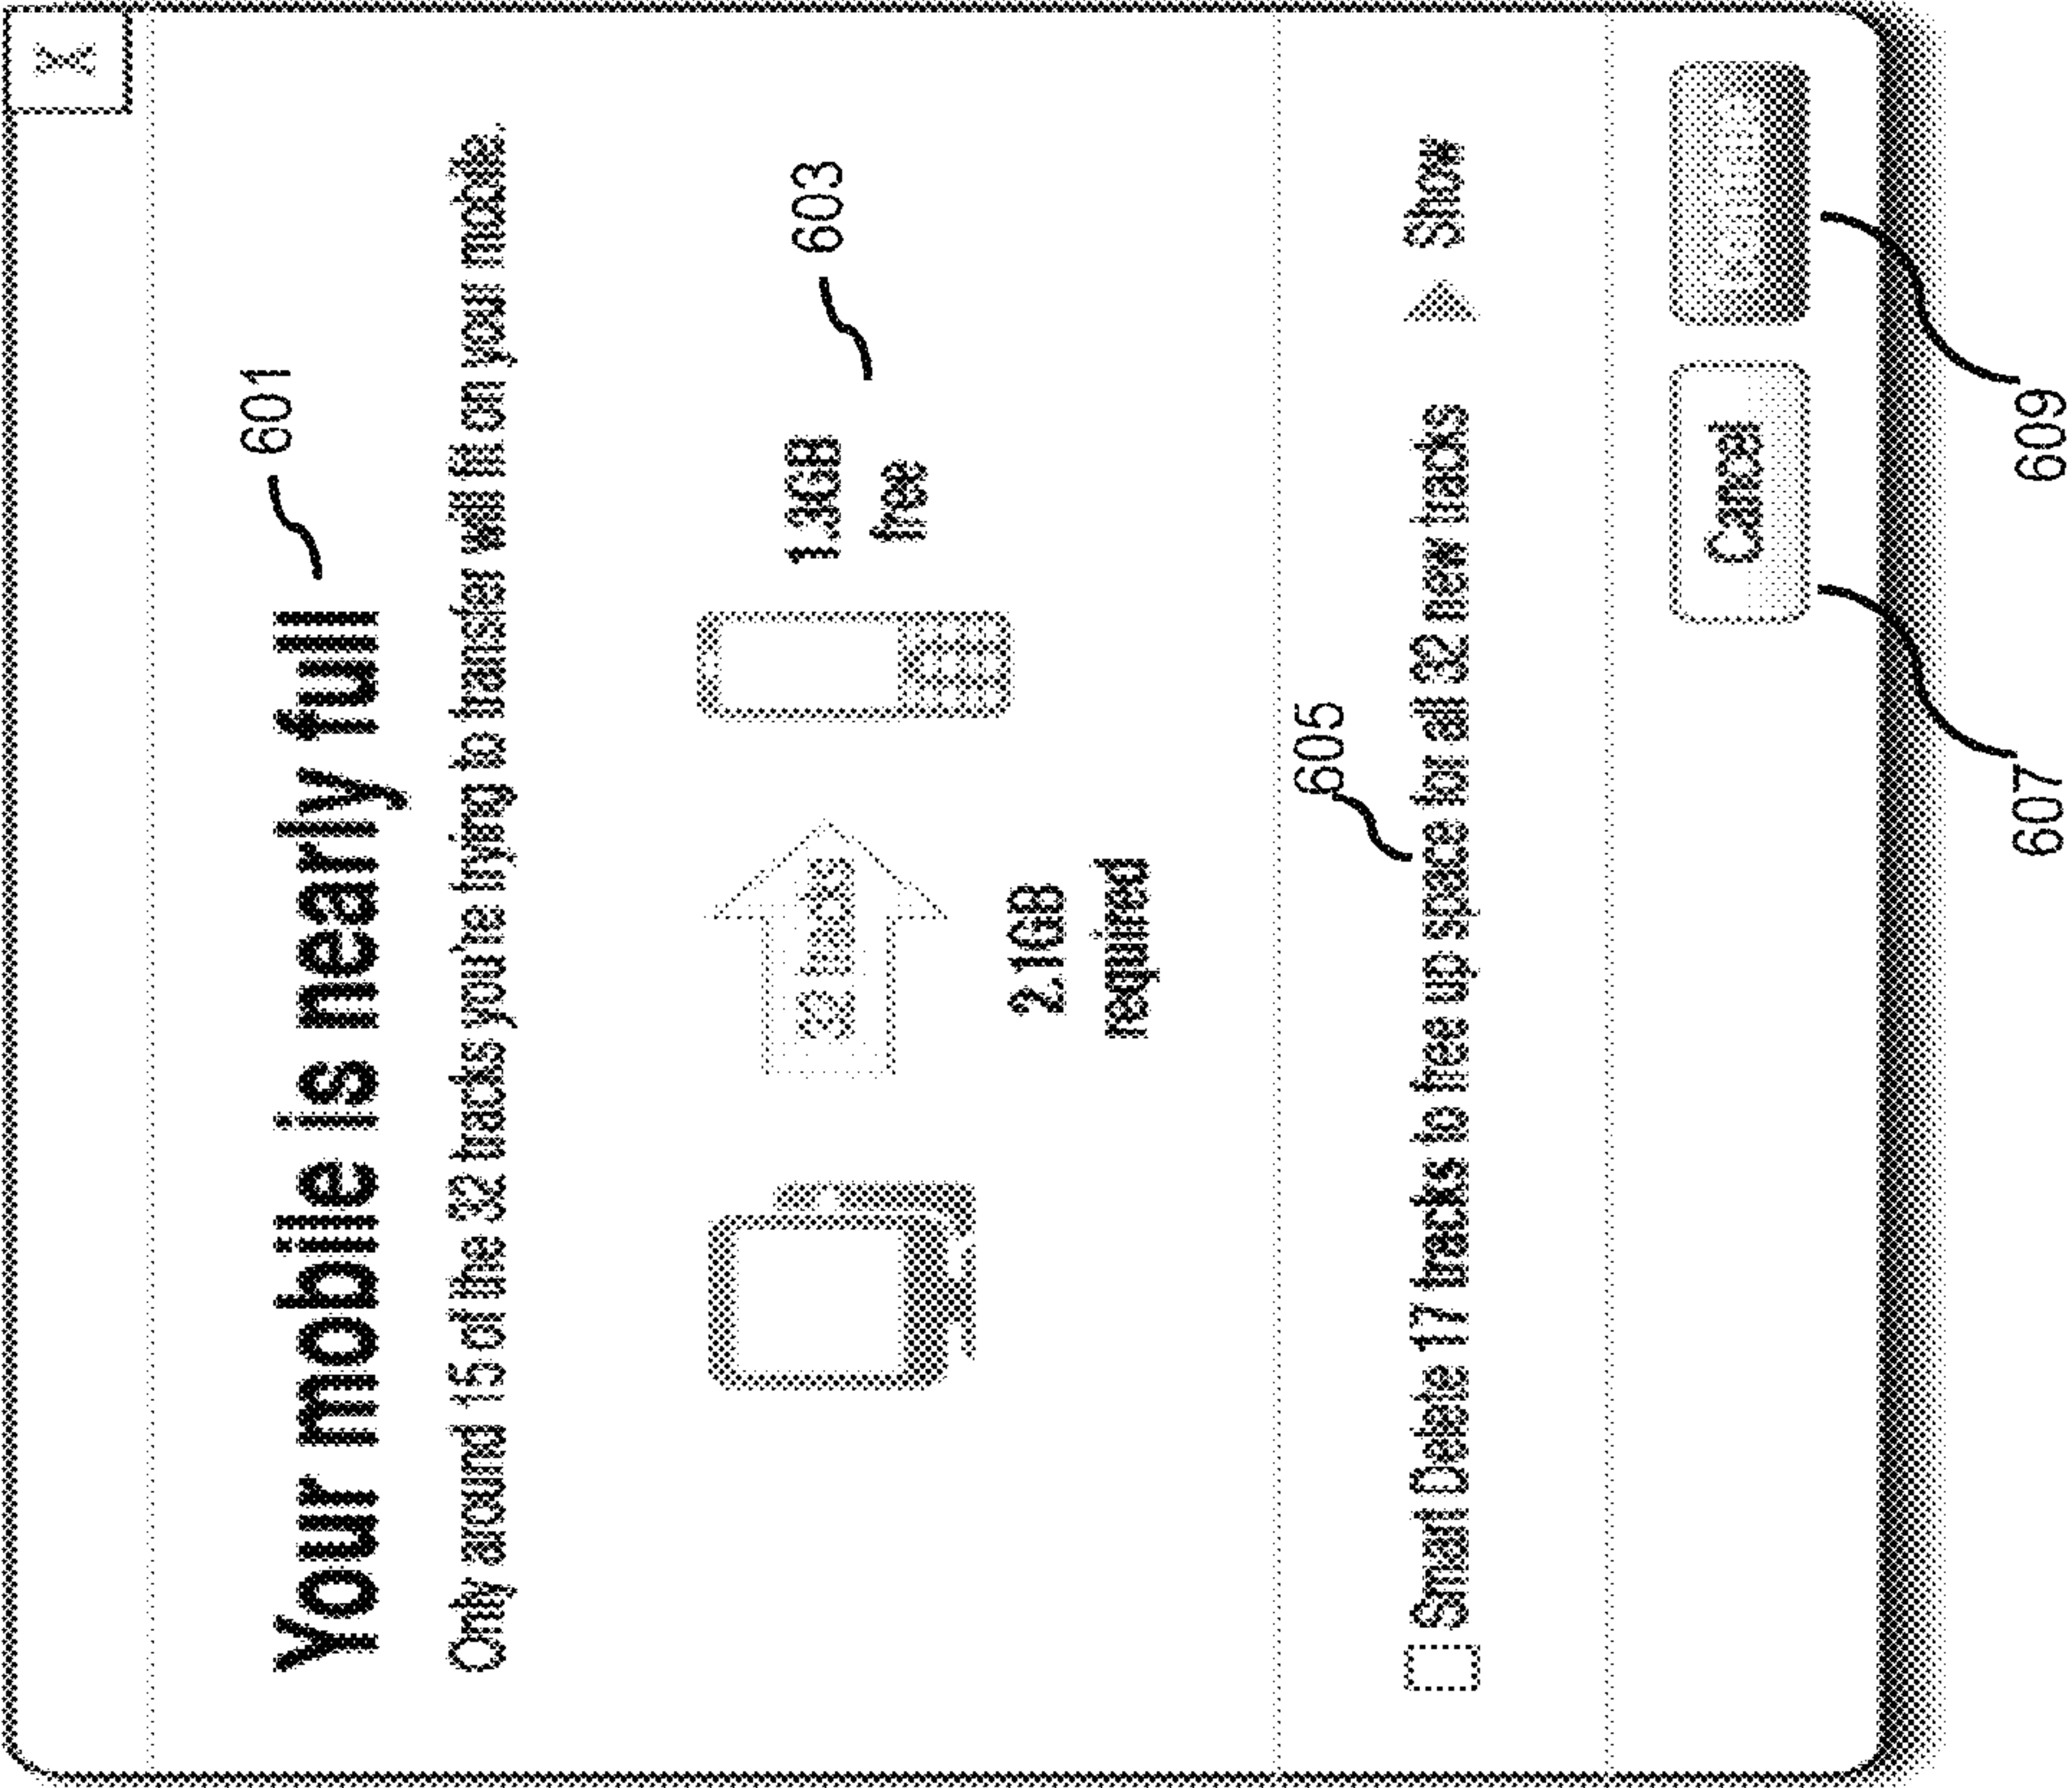 X
Your mobile is nearly full
601
Only around 15 of the 32 tracks you're trying to transfer will fit on your mobile.
32 tracks
1.3GB
free
603
2.1GB
required
605
Smart Delete 17 tracks to free up space for all 32 new tracks
Show
Cancel
607
609